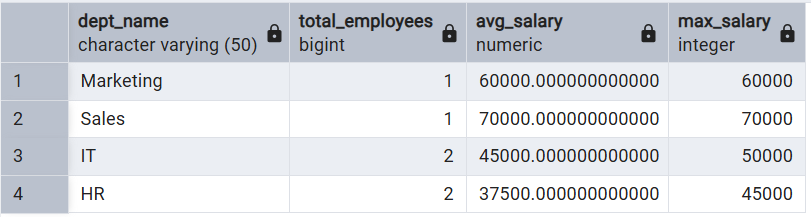 dept_name total_employees avg_salary max_salary
character varying (50) bigint numeric integer
1 Marketing 1 60000.000000000000 60000
2 Sales 1 70000.000000000000 70000
3 IT 2 45000.000000000000 50000
4 HR 2 37500.000000000000 45000